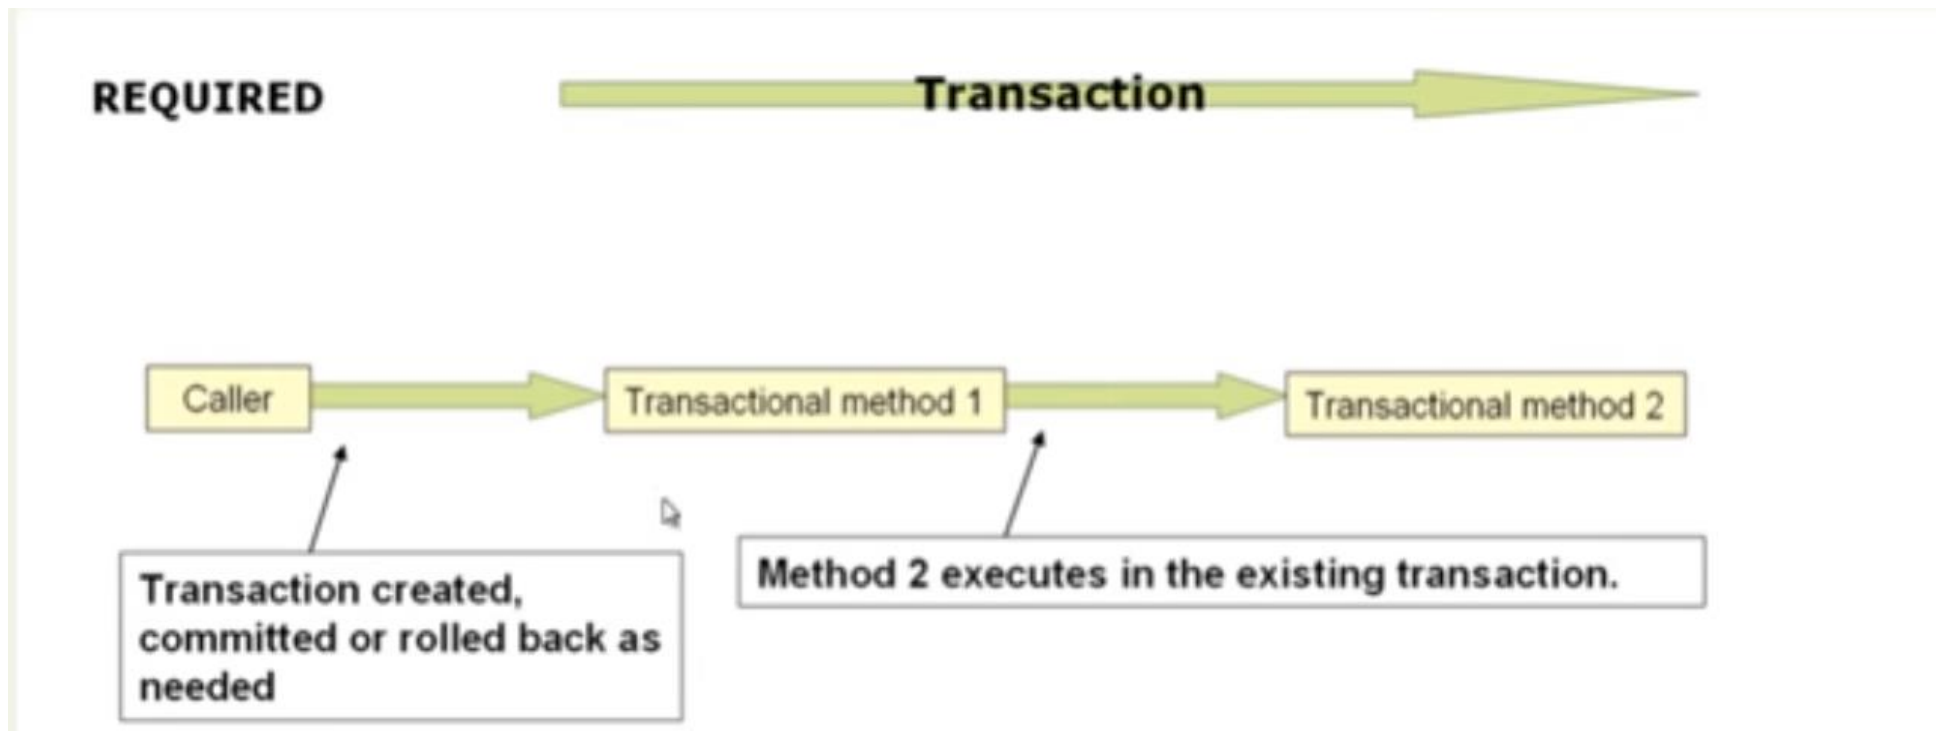 REQUIRED
Transaction
Caller
Transactional method 1
Transactional method 2
Transaction created,
committed or rolled back as
needed
Method 2 executes in the existing transaction.